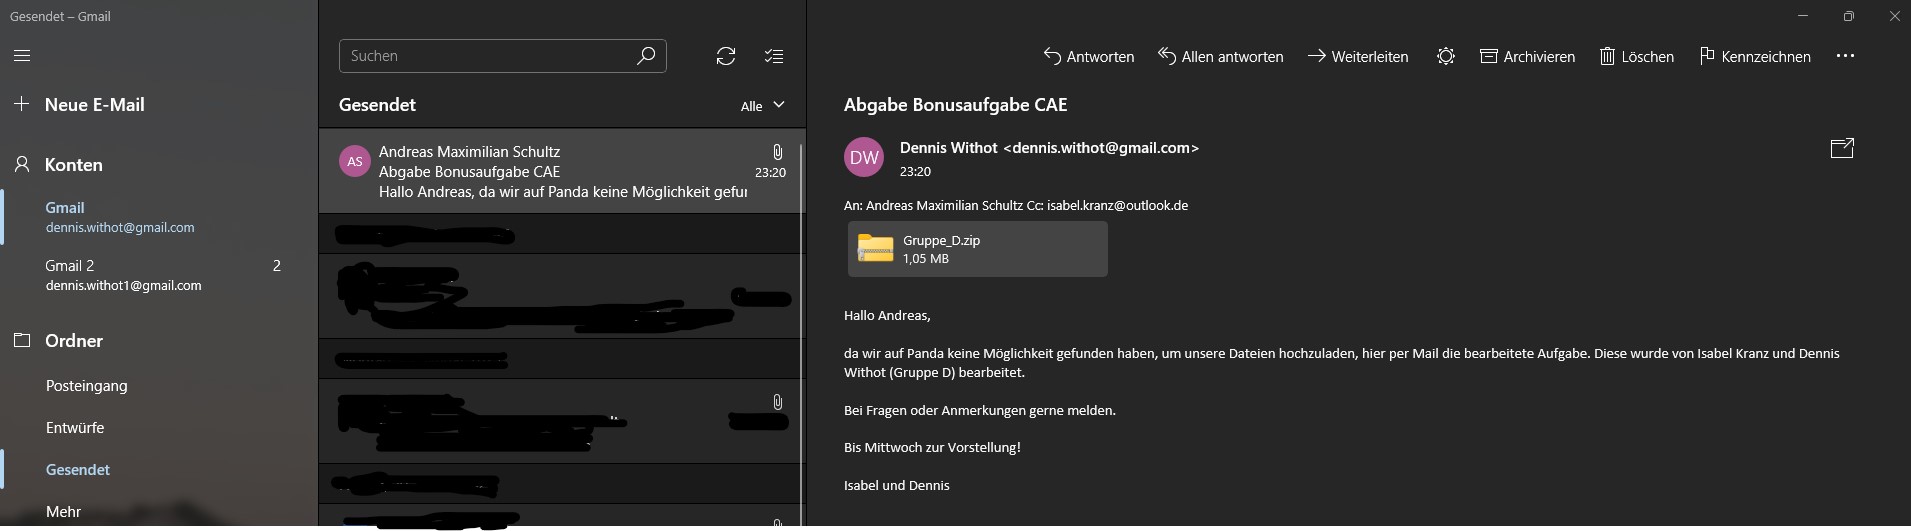 Gesendet – Gmail
Neue E-Mail
Konten
Gmail
dennis.withot@gmail.com
Gmail 2
2
dennis.withot1@gmail.com
Ordner
Posteingang
Entwürfe
Gesendet
Mehr
Suchen
Gesendet
Alle
AS
Andreas Maximilian Schultz
Abgabe Bonusaufgabe CAE
23:20
Hallo Andreas, da wir auf Panda keine Möglichkeit gefur
Antworten
Allen antworten
Weiterleiten
Archivieren
Löschen
Kennzeichnen
Abgabe Bonusaufgabe CAE
DW
Dennis Withot <dennis.withot@gmail.com>
23:20
An: Andreas Maximilian Schultz Cc: isabel.kranz@outlook.de
Gruppe_D.zip
1,05 MB
Hallo Andreas,
da wir auf Panda keine Möglichkeit gefunden haben, um unsere Dateien hochzuladen, hier per Mail die bearbeitete Aufgabe. Diese wurde von Isabel Kranz und Dennis
Withot (Gruppe D) bearbeitet.
Bei Fragen oder Anmerkungen gerne melden.
Bis Mittwoch zur Vorstellung!
Isabel und Dennis